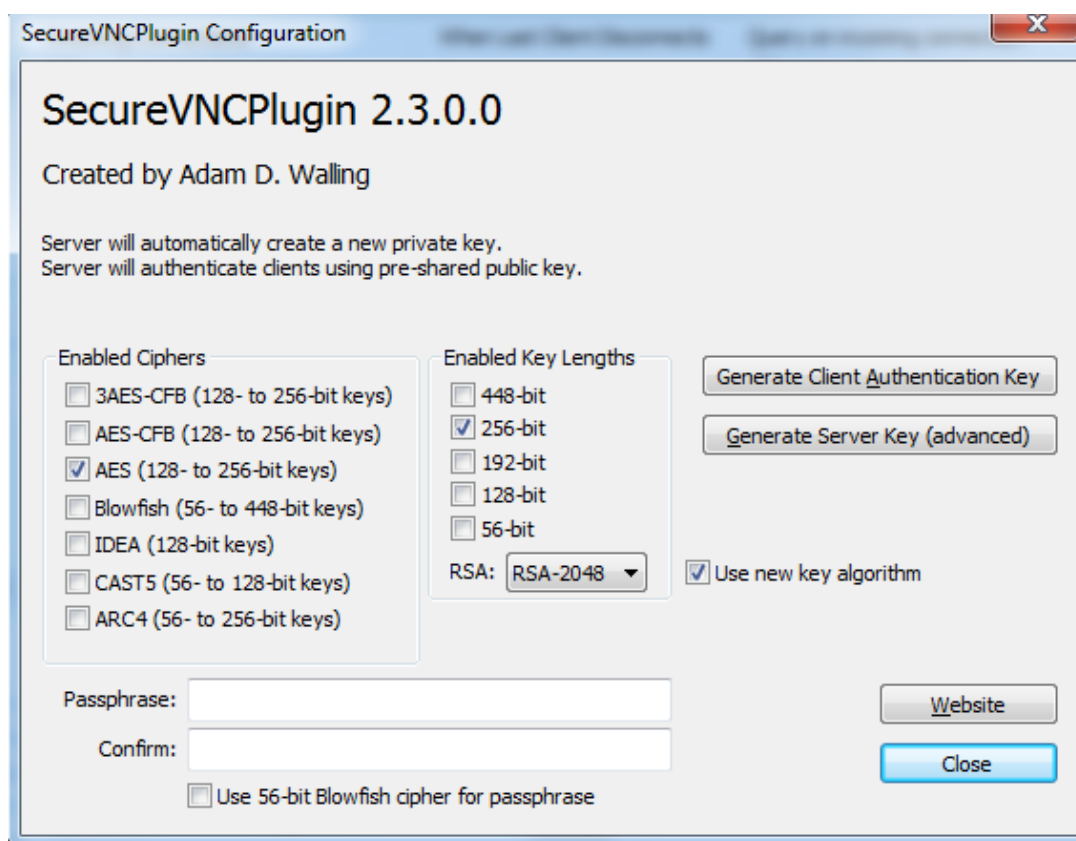 SecureVNCPlugin Configuration
SecureVNCPlugin 2.3.0.0
Created by Adam D. Walling
Server will automatically create a new private key.
Server will authenticate clients using pre-shared public key.
Enabled Ciphers
3AES-CFB (128- to 256-bit keys)
AES-CFB (128- to 256-bit keys)
AES (128- to 256-bit keys)
Blowfish (56- to 448-bit keys)
IDEA (128-bit keys)
CAST5 (56- to 128-bit keys)
ARC4 (56- to 256-bit keys)
Enabled Key Lengths
448-bit
256-bit
192-bit
128-bit
56-bit
RSA: RSA-2048
Generate Client Authentication Key
Generate Server Key (advanced)
Use new key algorithm
Passphrase:
Confirm:
Use 56-bit Blowfish cipher for passphrase
Website
Close